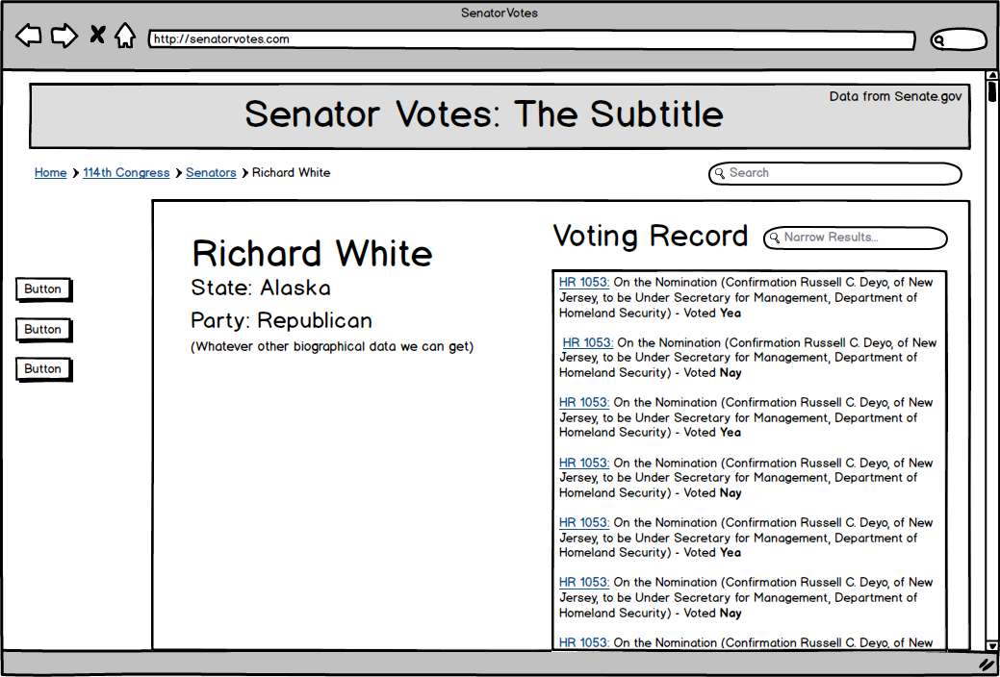 SenatorVotes
http://senatorvotes.com
Data from Senate.gov
Senator Votes: The Subtitle
Home > 114th Congress > Senators > Richard White
Search
Richard White
State: Alaska
Party: Republican
(Whatever other biographical data we can get)
Button
Button
Button
Voting Record
Narrow Results...
HR 1053: On the Nomination (Confirmation Russell C. Deyo, of New
Jersey, to be Under Secretary for Management, Department of
Homeland Security) - Voted Yea
HR 1053: On the Nomination (Confirmation Russell C. Deyo, of New
Jersey, to be Under Secretary for Management, Department of
Homeland Security) - Voted Nay
HR 1053: On the Nomination (Confirmation Russell C. Deyo, of New
Jersey, to be Under Secretary for Management, Department of
Homeland Security) - Voted Yea
HR 1053: On the Nomination (Confirmation Russell C. Deyo, of New
Jersey, to be Under Secretary for Management, Department of
Homeland Security) - Voted Nay
HR 1053: On the Nomination (Confirmation Russell C. Deyo, of New
Jersey, to be Under Secretary for Management, Department of
Homeland Security) - Voted Yea
HR 1053: On the Nomination (Confirmation Russell C. Deyo, of New
Jersey, to be Under Secretary for Management, Department of
Homeland Security) - Voted Nay
HR 1053: On the Nomination (Confirmation Russell C. Deyo, of New